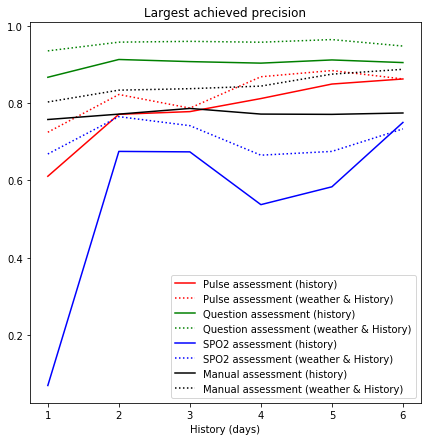 Largest achieved precision
1.0
0.8
0.6
0.4
0.2
Pulse assessment (history)
Pulse assessment (weather & History)
Question assessment (history)
Question assessment (weather & History)
SPO2 assessment (history)
SPO2 assessment (weather & History)
Manual assessment (history)
Manual assessment (weather & History)
1 2 3 4 5 6
History (days)